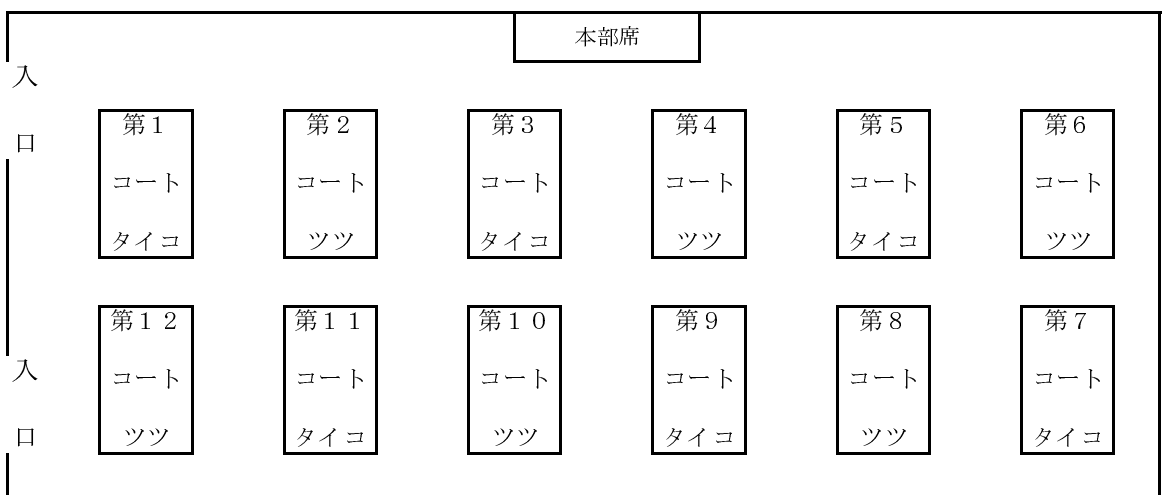 本部席
入
口
第１
コート
タイコ
第２
コート
ツツ
第３
コート
タイコ
第４
コート
ツツ
第５
コート
タイコ
第６
コート
ツツ
第１２
コート
ツツ
第１１
コート
タイコ
第１０
コート
ツツ
第９
コート
タイコ
第８
コート
ツツ
第７
コート
タイコ
入
口